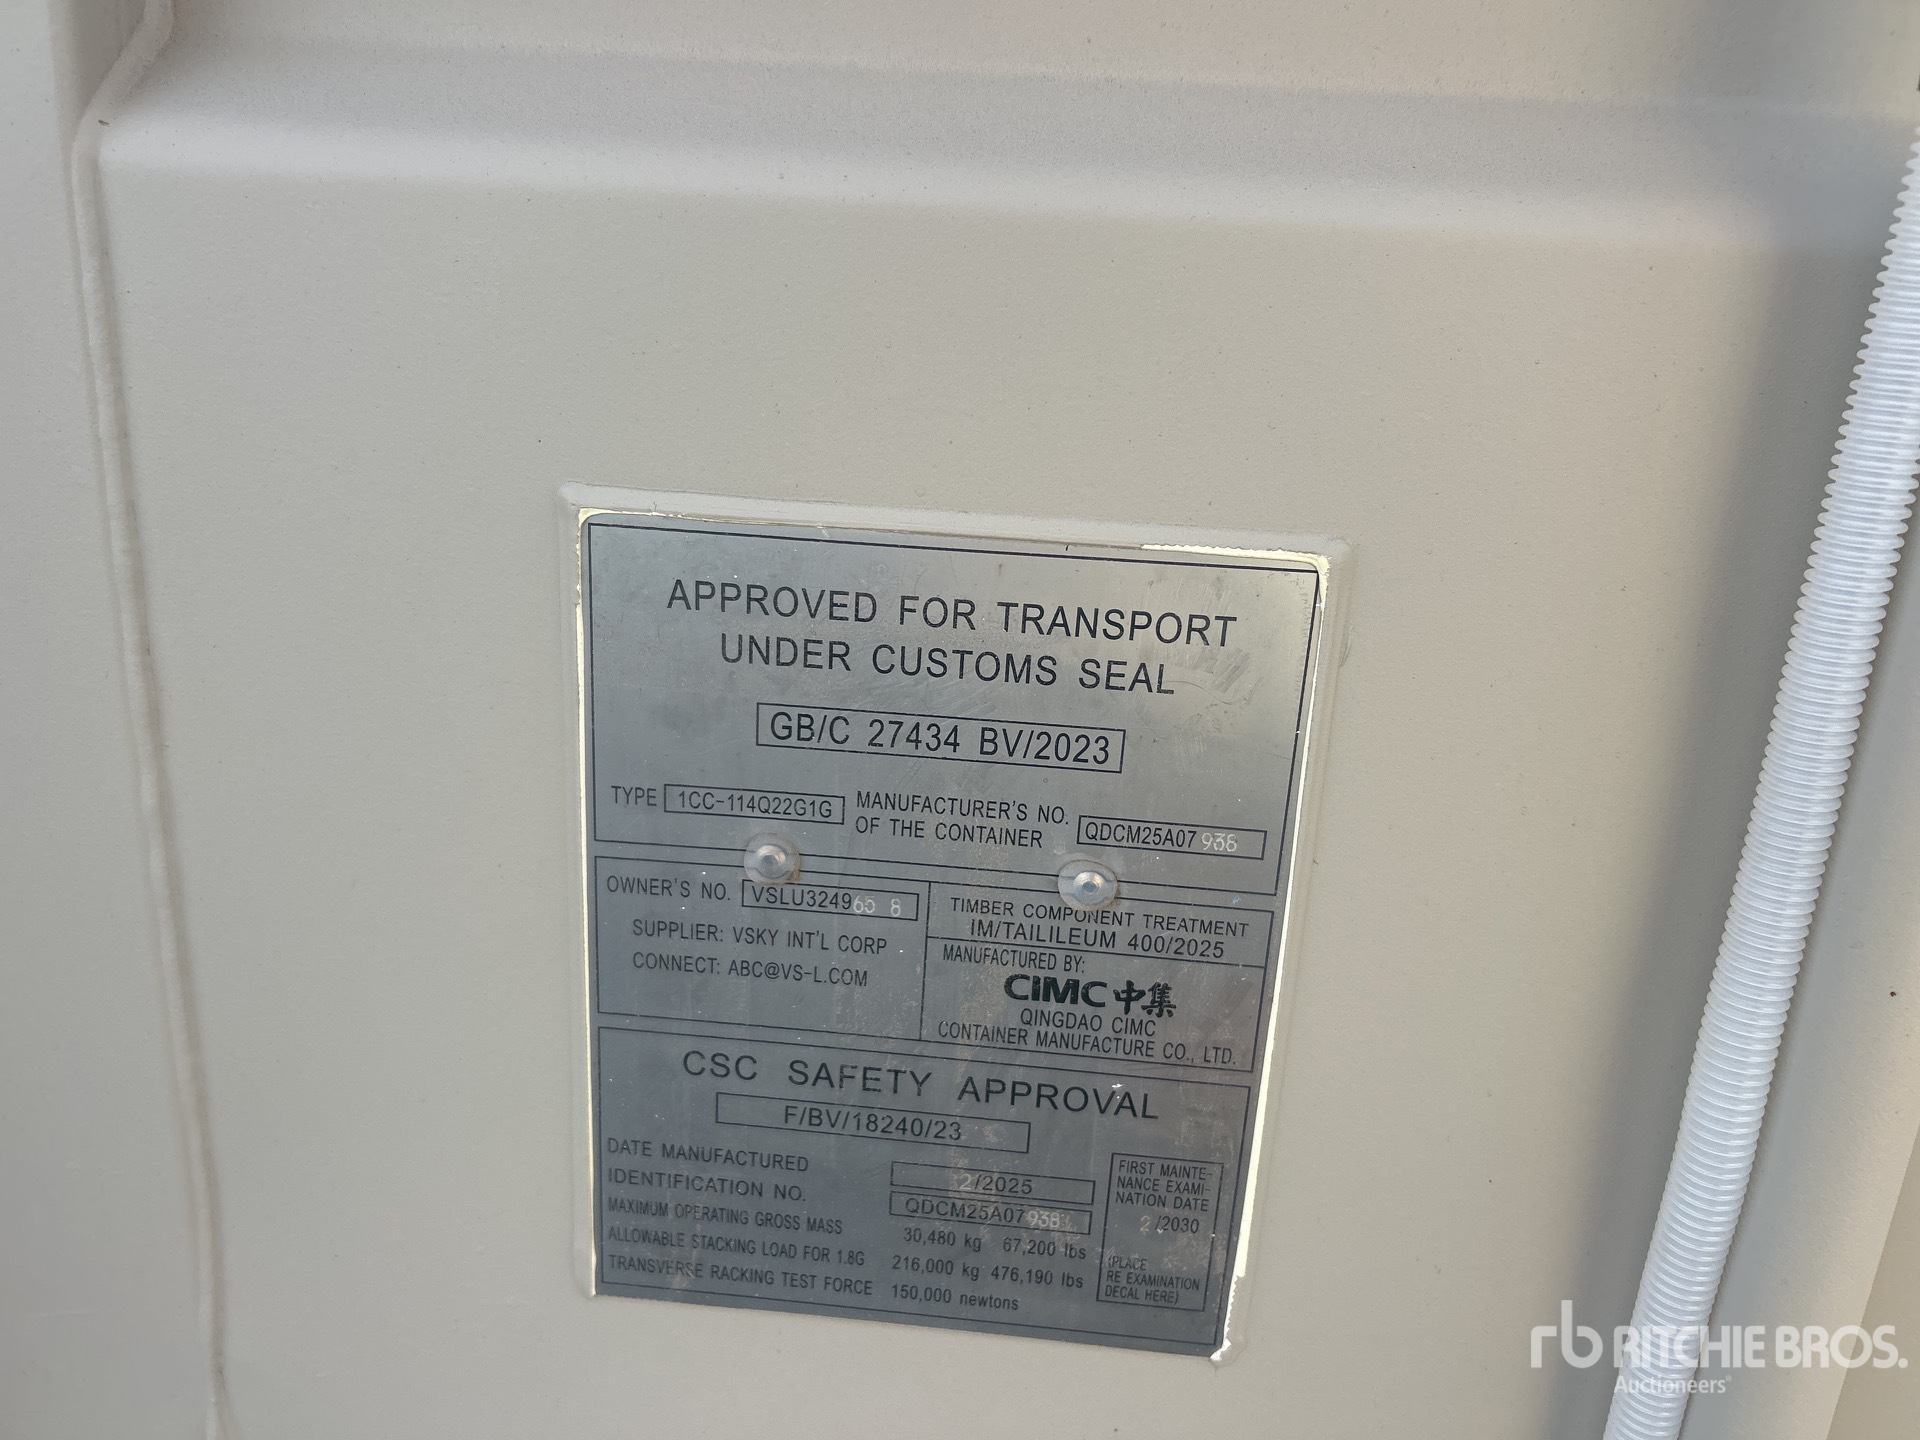 APPROVED FOR TRANSPORT
UNDER CUSTOMS SEAL
GB/C 27434 BV/2023
TYPE 1CC-114Q22G1G
MANUFACTURER'S NO.
OF THE CONTAINER
QDCM25A07 938
OWNER'S NO. VSLU324965 8
SUPPLIER: VSKY INT'L CORP
CONNECT: ABC@VS-L.COM
TIMBER COMPONENT TREATMENT
IM/TAILILEUM 400/2025
MANUFACTURED BY:
CIMC 中集
QINGDAO CIMC
CONTAINER MANUFACTURE CO., LTD.
CSC SAFETY APPROVAL
F/BV/18240/23
DATE MANUFACTURED 2/2025
IDENTIFICATION NO. QDCM25A07938
MAXIMUM OPERATING GROSS MASS 30,480 kg 67,200 lbs
ALLOWABLE STACKING LOAD FOR 1.8G 216,000 kg 476,190 lbs
TRANSVERSE RACKING TEST FORCE 150,000 newtons
FIRST MAINTE-
NANCE EXAMI-
NATION DATE
2/2030
(PLACE
RE EXAMINATION
DECAL HERE)
rb RITCHIE BROS.
Auctioneers